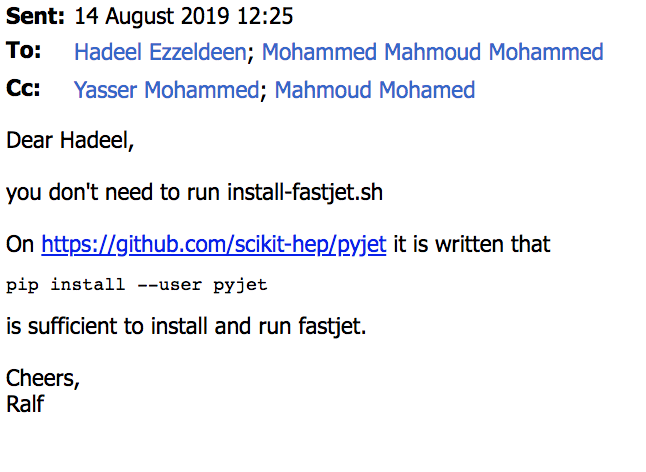 Sent: 14 August 2019 12:25
To: Hadeel Ezzeldeen; Mohammed Mahmoud Mohammed
Cc: Yasser Mohammed; Mahmoud Mohamed
Dear Hadeel,
you don't need to run install-fastjet.sh
On https://github.com/scikit-hep/pyjet it is written that
pip install --user pyjet
is sufficient to install and run fastjet.
Cheers,
Ralf